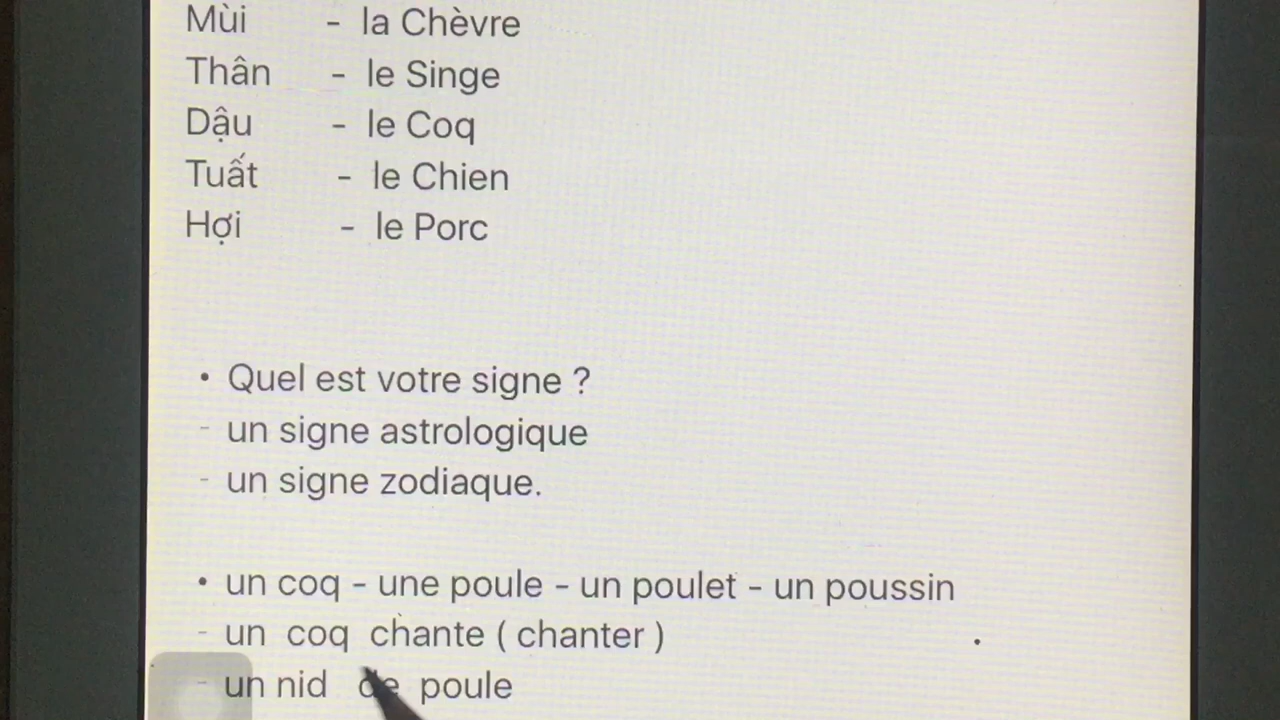 Mùi - la Chèvre
Thân - le Singe
Dậu - le Coq
Tuất - le Chien
Hợi - le Porc
• Quel est votre signe ?
- un signe astrologique
- un signe zodiaque.
• un coq - une poule - un poulet - un poussin
- un coq chante ( chanter )
- un nid de poule